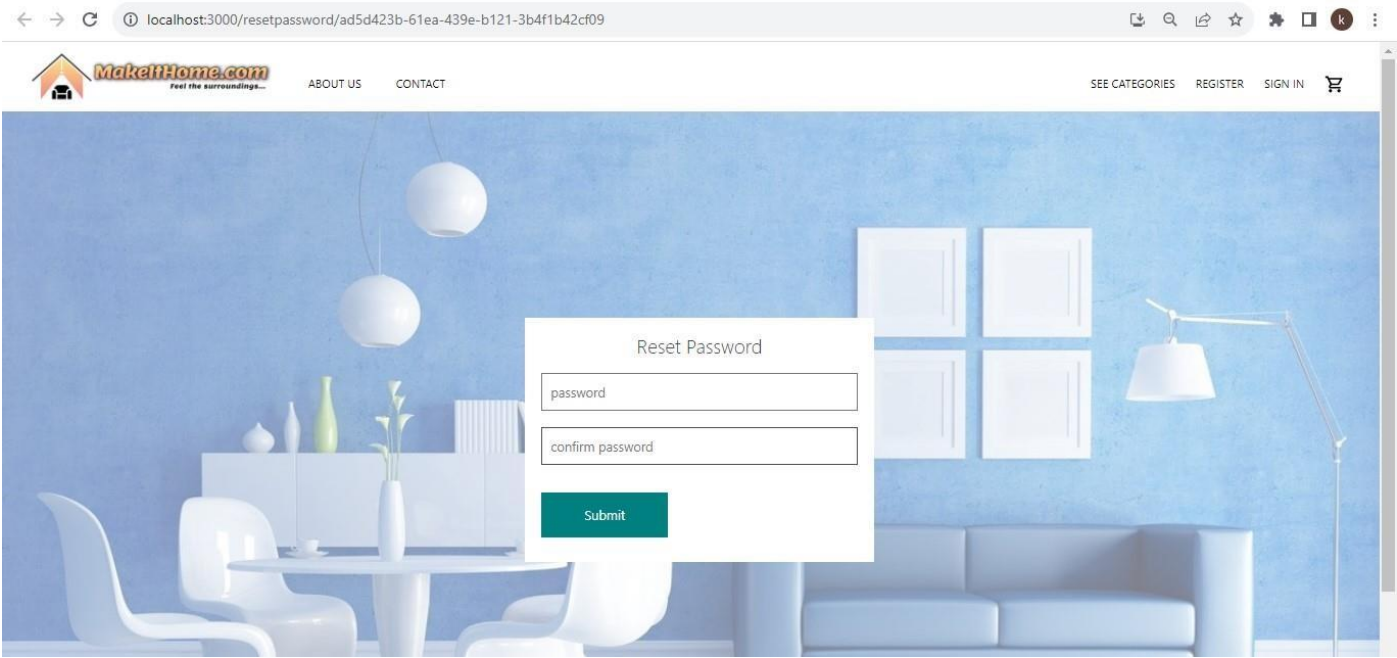 localhost:3000/resetpassword/ad5d423b-61ea-439e-b121-3b4f1b42cf09
k
MakeItHome.com
Feel the surroundings...
ABOUT US CONTACT SEE CATEGORIES REGISTER SIGN IN
Reset Password
password
confirm password
Submit